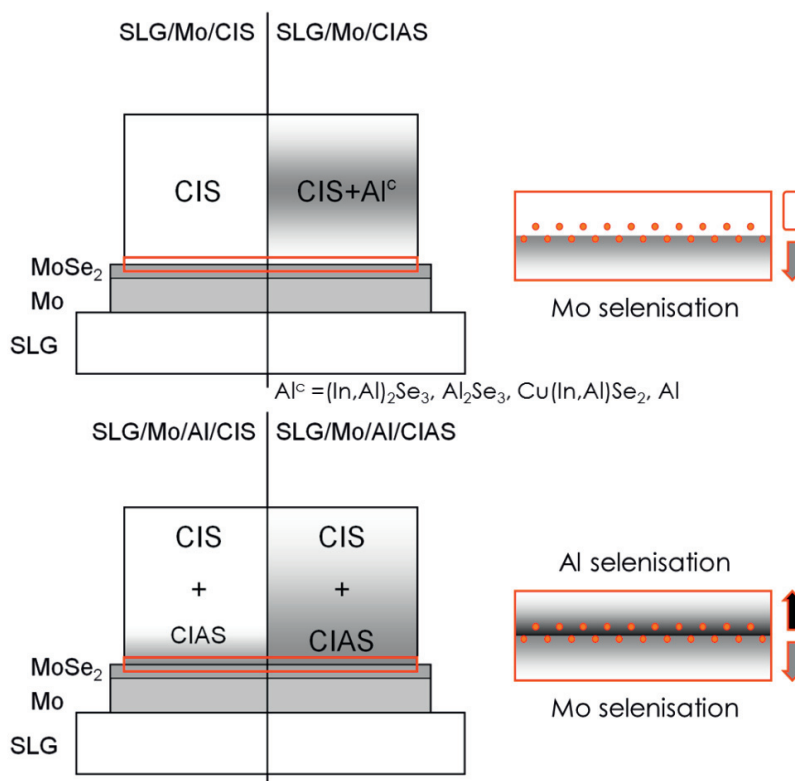 SLG/Mo/CIS SLG/Mo/CIAS
CIS CIS+Alᶜ
MoSe₂
Mo
SLG
Mo selenisation
Alᶜ =(In,Al)₂Se₃, Al₂Se₃, Cu(In,Al)Se₂, Al
SLG/Mo/Al/CIS SLG/Mo/Al/CIAS
CIS CIS
+ +
CIAS CIAS
MoSe₂
Mo
SLG
Al selenisation
Mo selenisation